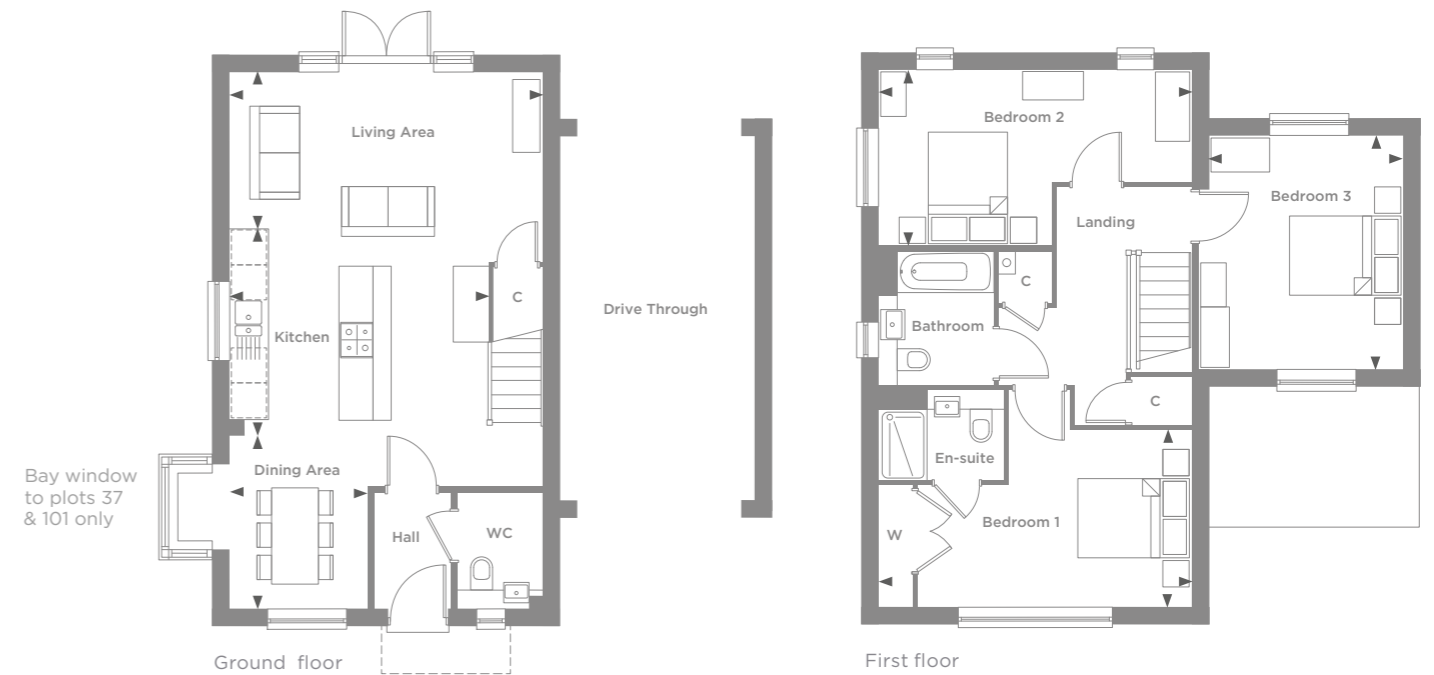 Living Area
C
Kitchen
Drive Through
Dining Area
Bay window
to plots 37
& 101 only
Hall
WC
Ground floor
Bedroom 2
Bedroom 3
Landing
C
Bathroom
C
En-suite
Bedroom 1
W
First floor